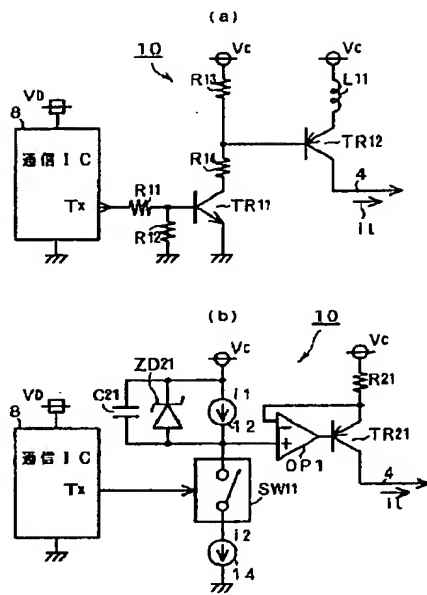 (a)
10
Vc
Vc
R13
L11
VD
8
通信IC
R14
TR12
Tx
R11
R12
TR11
4
iL
(b)
10
Vc
Vc
ZD21
C21
i1
R21
VD
8
12
通信IC
OP1
TR21
Tx
SW11
4
iL
i2
14